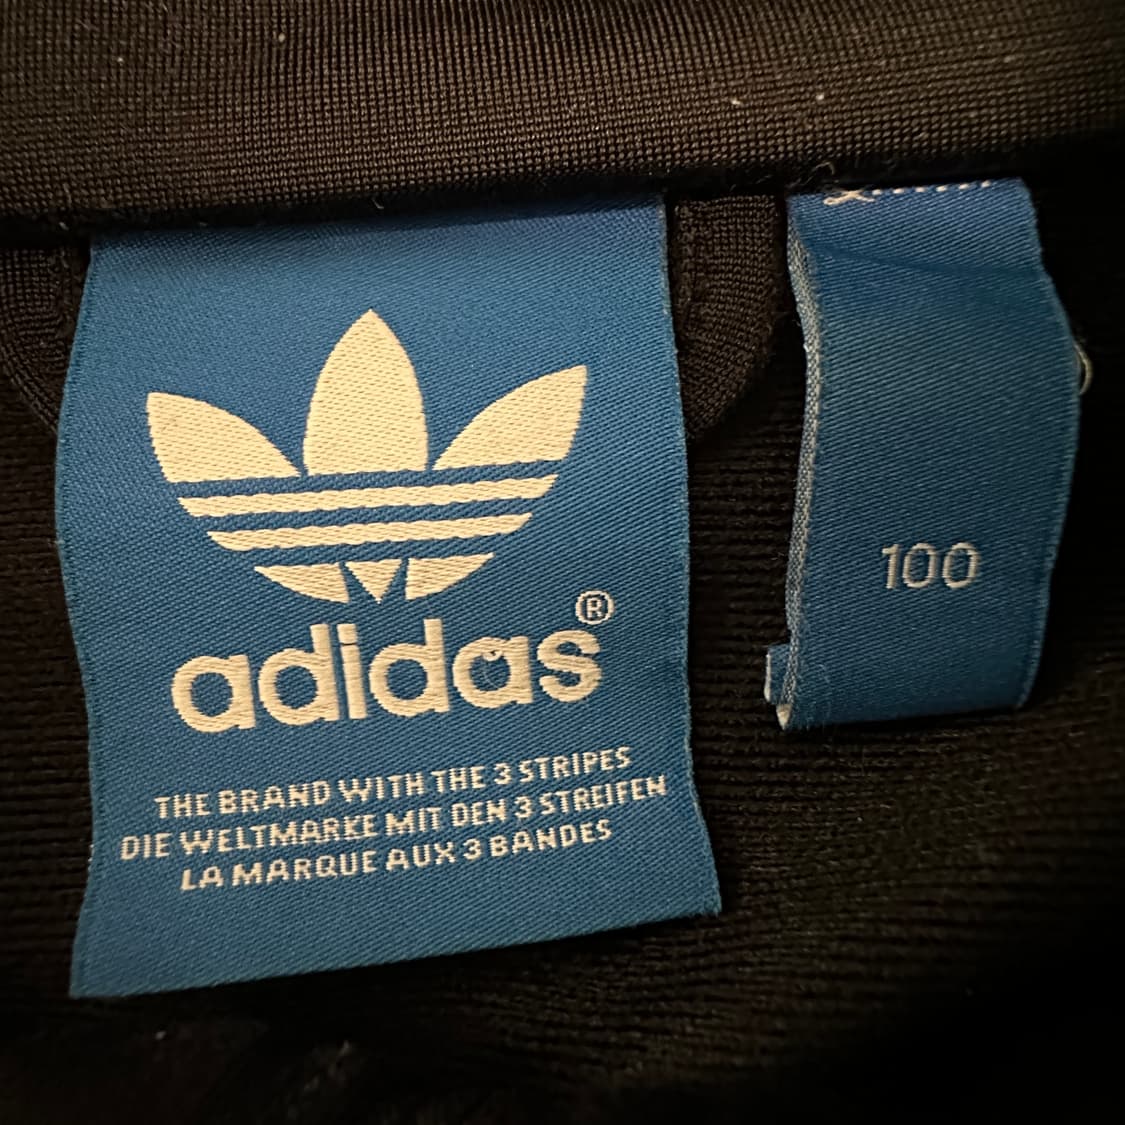 adidas®
THE BRAND WITH THE 3 STRIPES
DIE WELTMARKE MIT DEN 3 STREIFEN
LA MARQUE AUX 3 BANDES
100